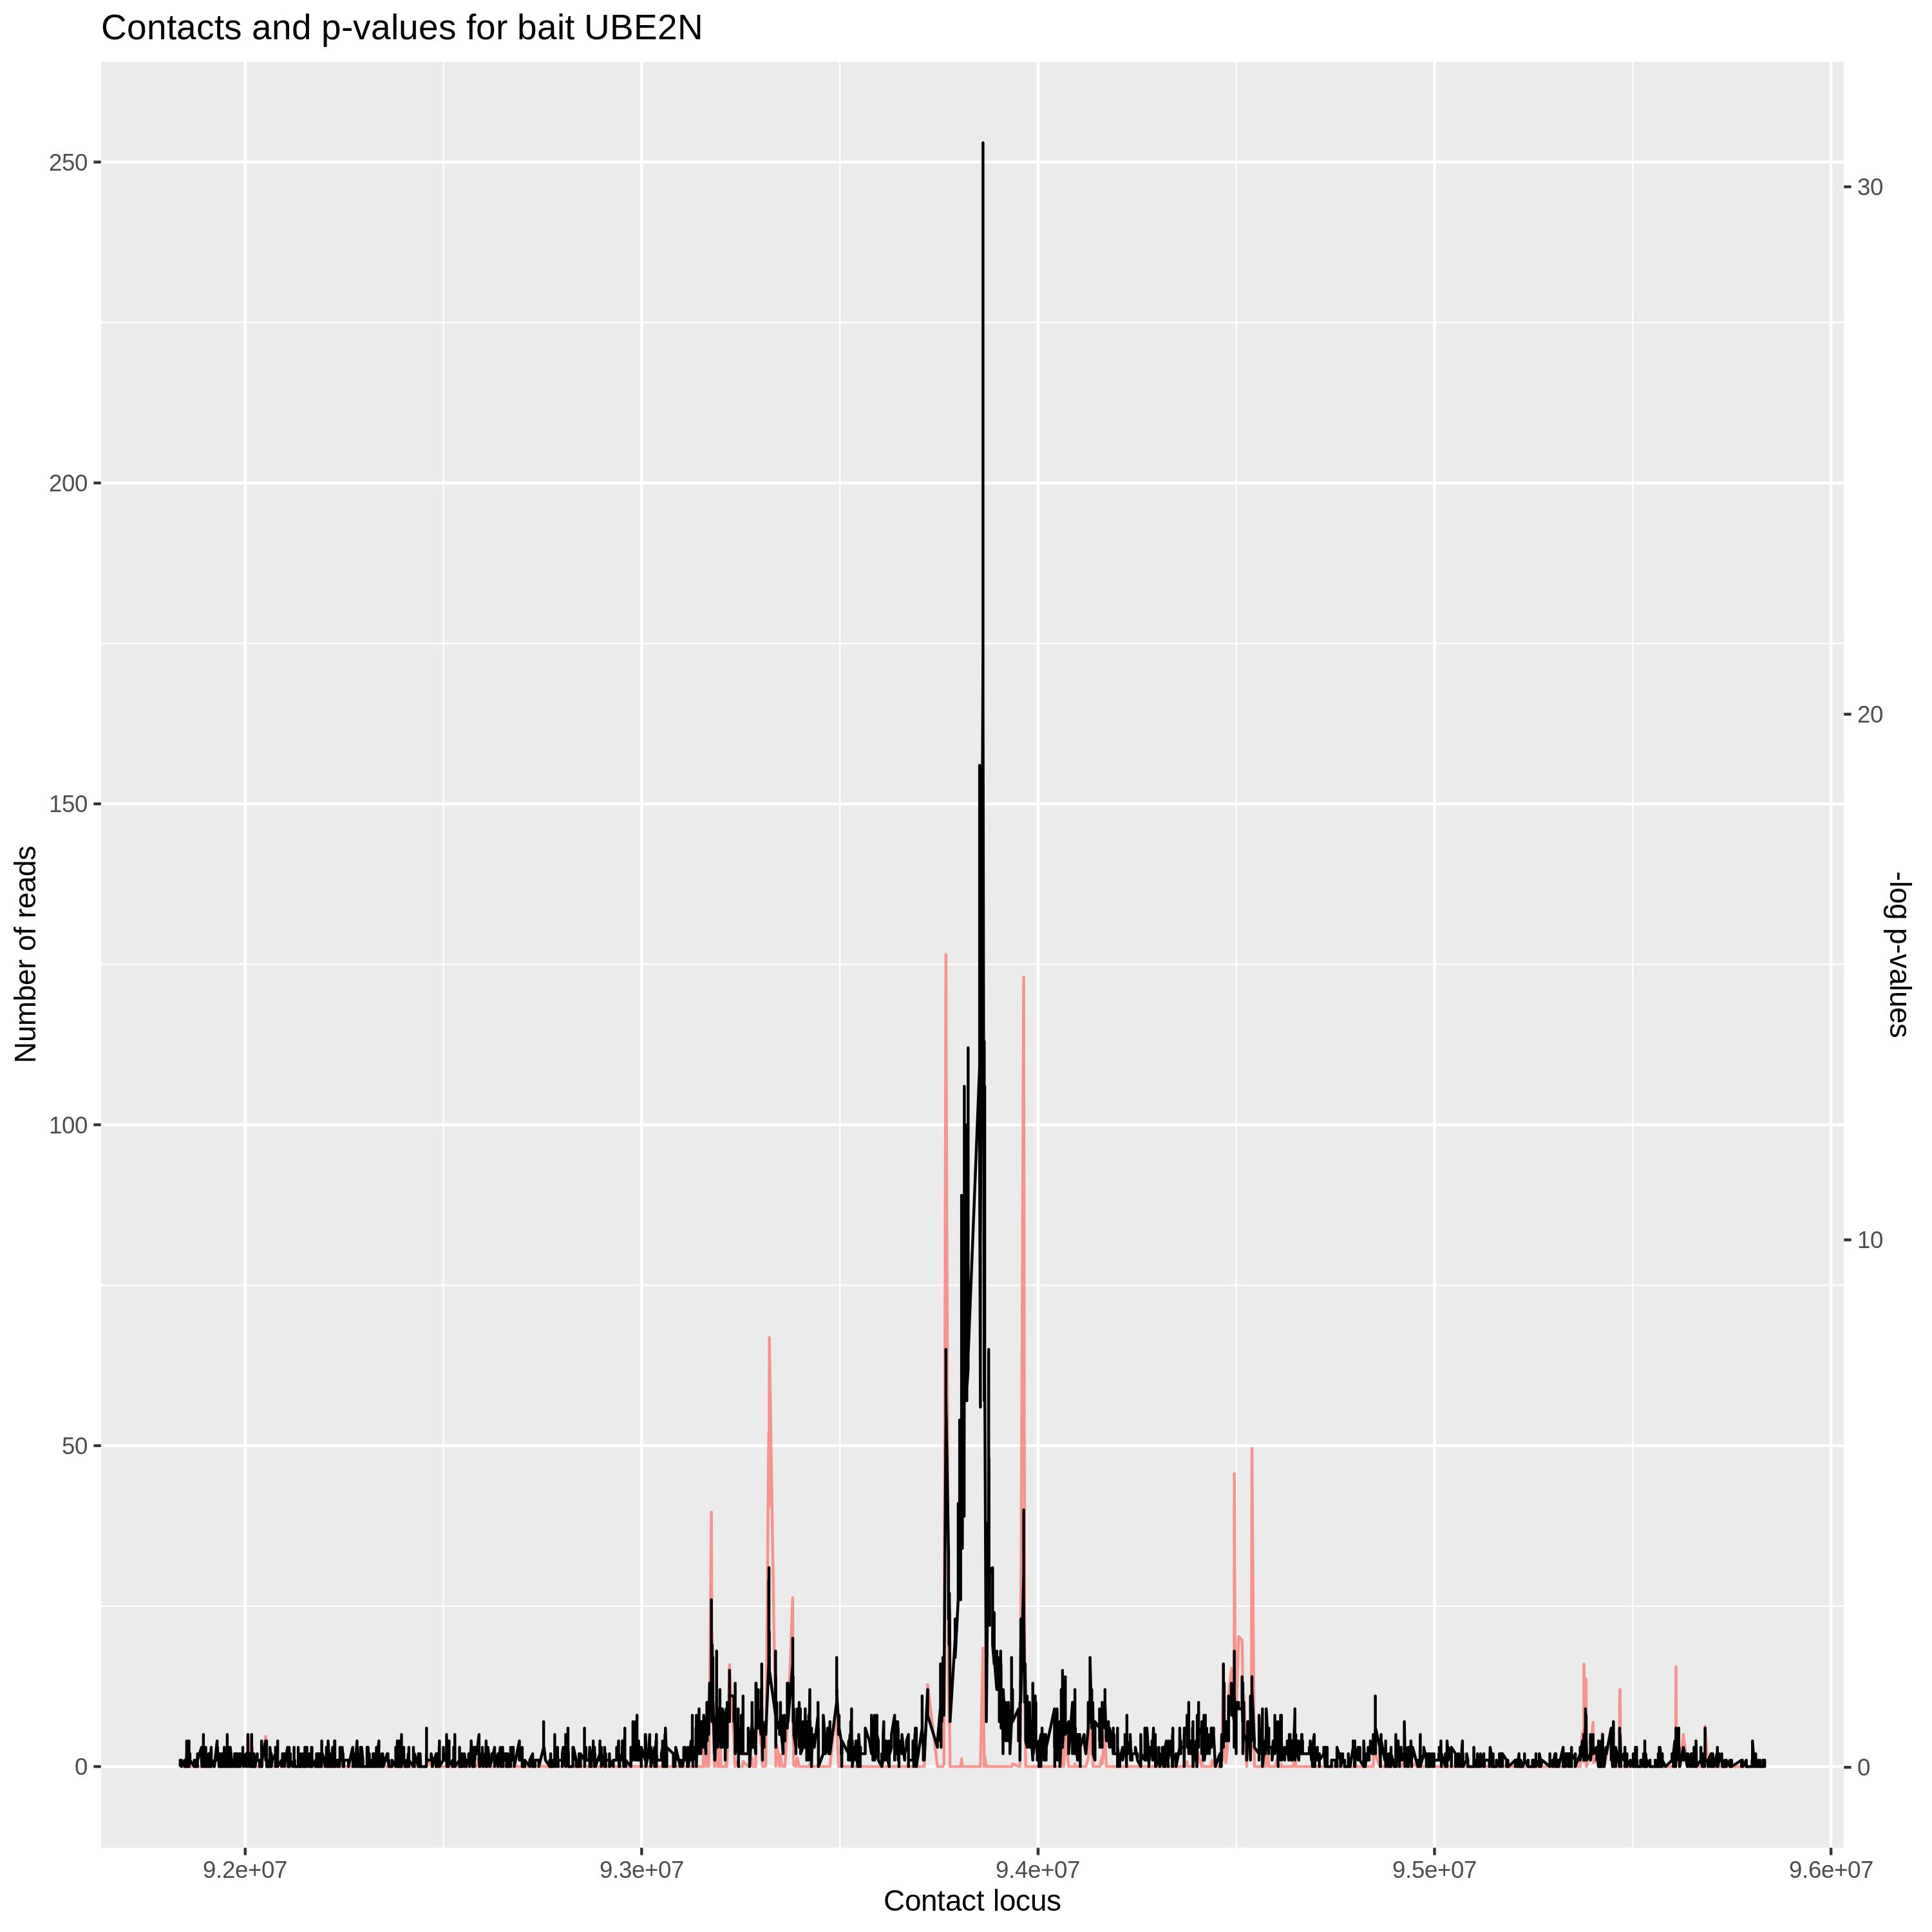 Contacts and p-values for bait UBE2N
250
200
150
100
50
0
Number of reads
30
20
10
0
-log p-values
9.2e+07
9.3e+07
9.4e+07
9.5e+07
9.6e+07
Contact locus